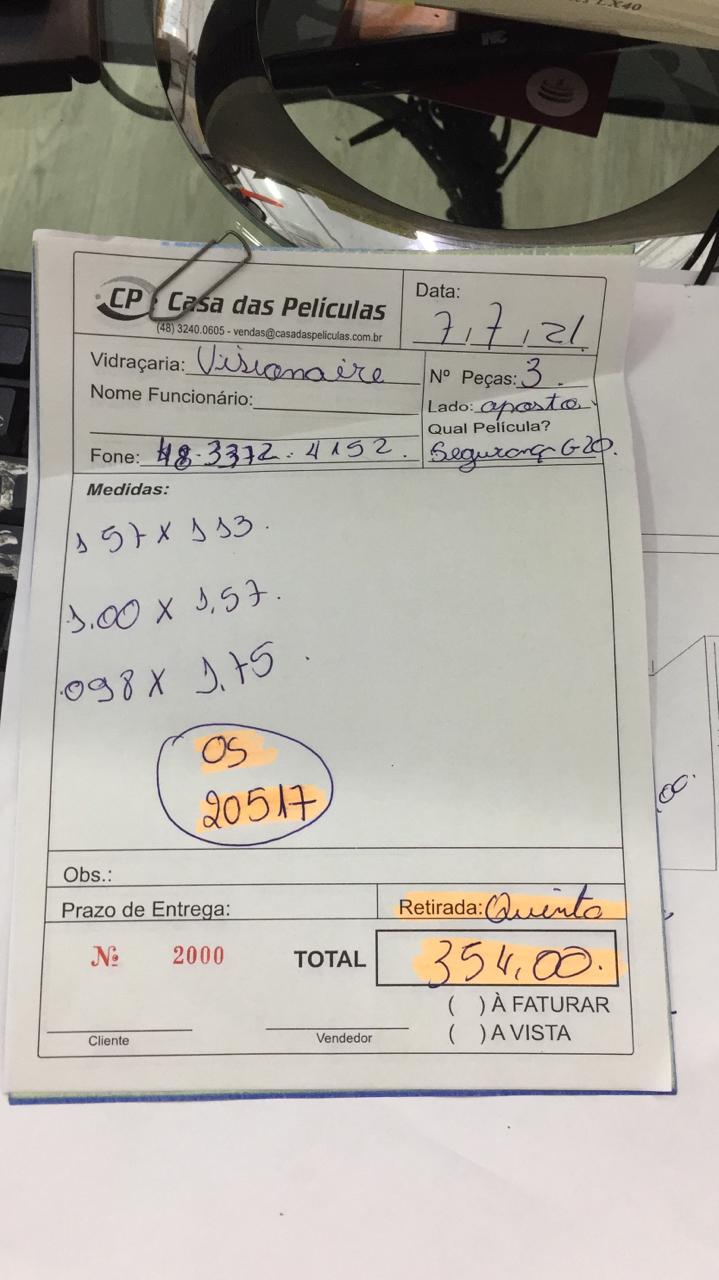 CP Casa das Películas
(48) 3240.0605 - vendas@casadaspeliculas.com.br
Data:
7, 7, 21
Vidraçaria: Visionaire
Nº Peças: 3.
Nome Funcionário:
Lado: oposto
Qual Película?
Fone: 48-3372-4152.
Segurança G20.
Medidas:
1 57 x 1 13.
1.00 x 1,57.
.098 x 1.75
OS
20517
Obs.:
Prazo de Entrega:
Retirada: Quinta
Nº 2000
TOTAL
354,00.
( ) À FATURAR
( ) A VISTA
Cliente
Vendedor
,00.